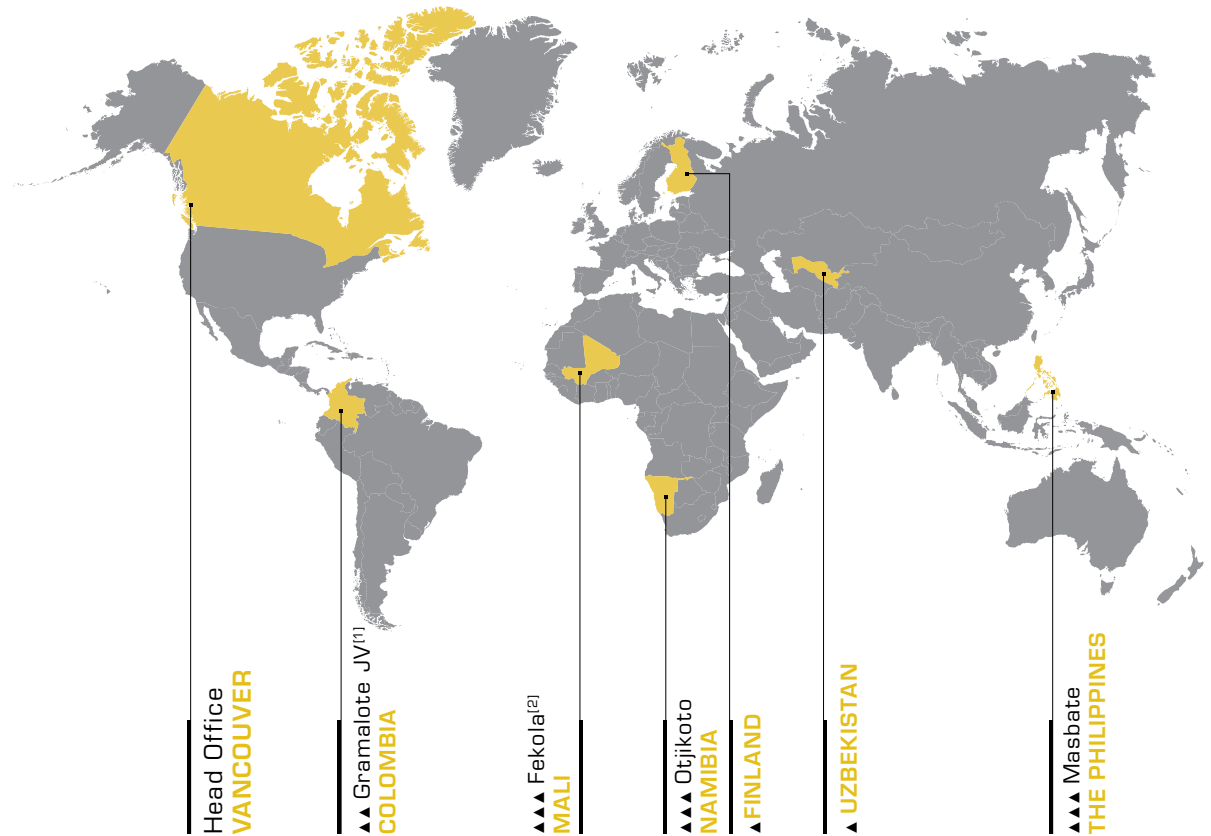 Head Office
VANCOUVER
▲▲ Gramalote JV[1]
COLOMBIA
▲▲▲ Fekola[2]
MALI
▲▲▲ Otjikoto
NAMIBIA
▲ FINLAND
▲ UZBEKISTAN
▲▲▲ Masbate
THE PHILIPPINES